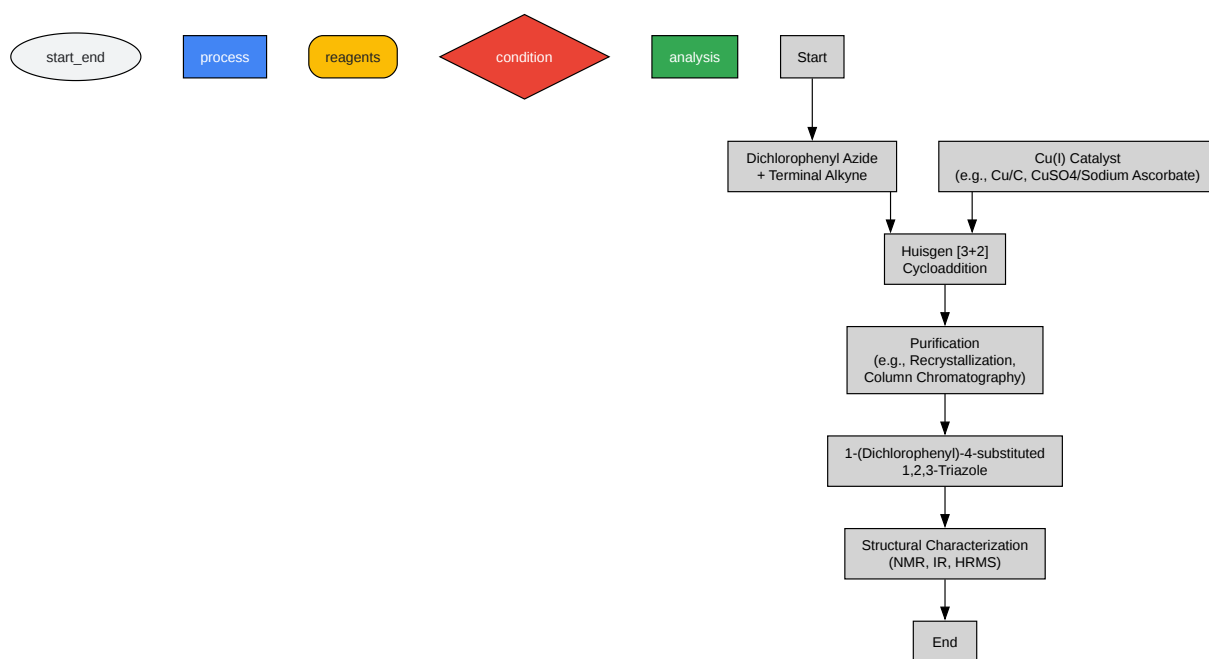 start_end
process
reagents
condition
analysis
Start
Dichlorophenyl Azide
+ Terminal Alkyne
Cu(I) Catalyst
(e.g., Cu/C, CuSO4/Sodium Ascorbate)
Huisgen [3+2]
Cycloaddition
Purification
(e.g., Recrystallization,
Column Chromatography)
1-(Dichlorophenyl)-4-substituted
1,2,3-Triazole
Structural Characterization
(NMR, IR, HRMS)
End